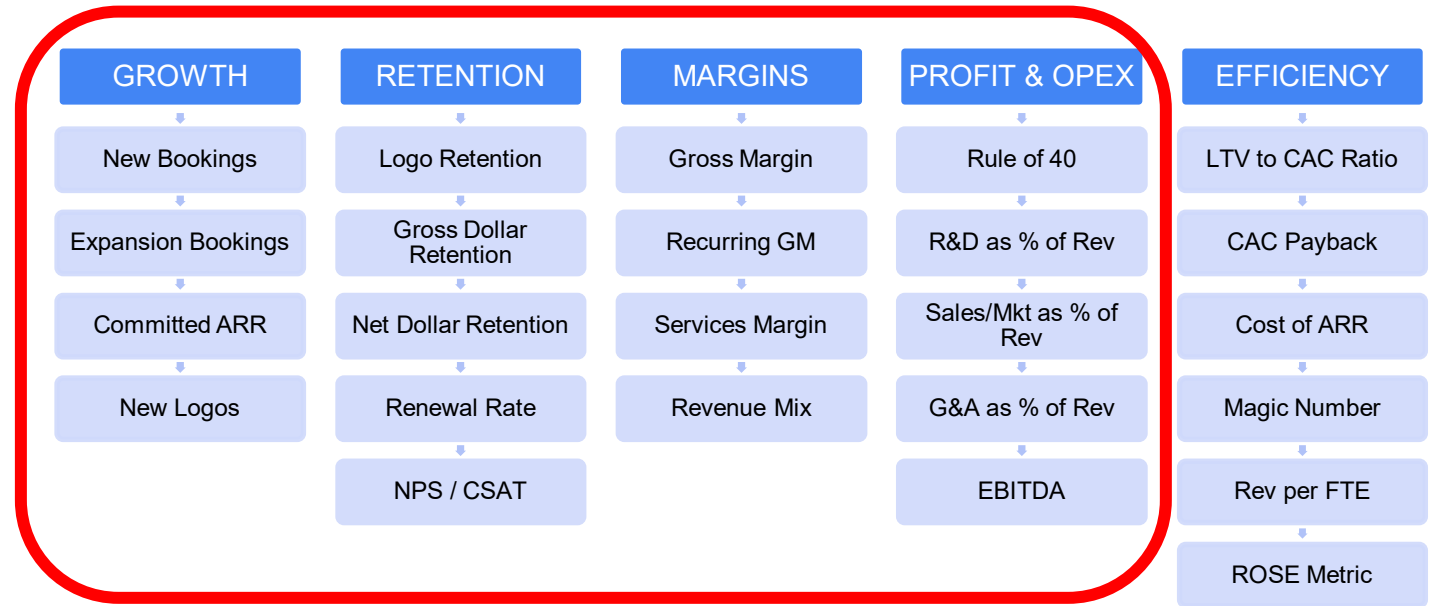 GROWTH
New Bookings
Expansion Bookings
Committed ARR
New Logos
RETENTION
Logo Retention
Gross Dollar
Retention
Net Dollar Retention
Renewal Rate
NPS / CSAT
MARGINS
Gross Margin
Recurring GM
Services Margin
Revenue Mix
PROFIT & OPEX
Rule of 40
R&D as % of Rev
Sales/Mkt as % of
Rev
G&A as % of Rev
EBITDA
EFFICIENCY
LTV to CAC Ratio
CAC Payback
Cost of ARR
Magic Number
Rev per FTE
ROSE Metric